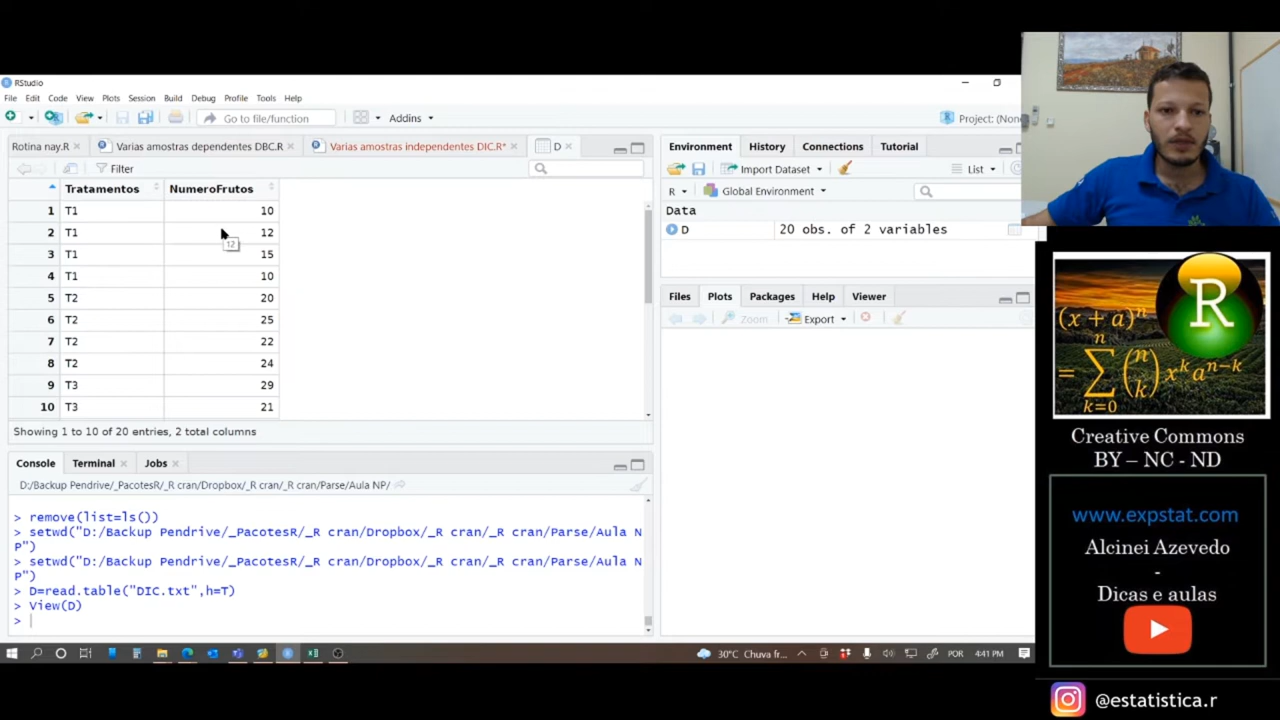 RStudio
File Edit Code View Plots Session Build Debug Profile Tools Help
Go to file/function Addins Project: (None
Rotina nay.R Varias amostras dependentes DBC.R Varias amostras independentes DIC.R* D
Filter
Tratamentos NumeroFrutos
1 T1 10
2 T1 12
12
3 T1 15
4 T1 10
5 T2 20
6 T2 25
7 T2 22
8 T2 24
9 T3 29
10 T3 21
Showing 1 to 10 of 20 entries, 2 total columns
Console Terminal Jobs
D:/Backup Pendrive/_PacotesR/_R cran/Dropbox/_R cran/_R cran/Parse/Aula NP/
> remove(list=ls())
> setwd("D:/Backup Pendrive/_PacotesR/_R cran/Dropbox/_R cran/_R cran/Parse/Aula N
P")
> setwd("D:/Backup Pendrive/_PacotesR/_R cran/Dropbox/_R cran/_R cran/Parse/Aula N
P")
> D=read.table("DIC.txt",h=T)
> View(D)
>
Environment History Connections Tutorial
Import Dataset List
R Global Environment
Data
D 20 obs. of 2 variables
Files Plots Packages Help Viewer
Zoom Export
30°C Chuva fr... POR 4:41 PM
R
(x + a)^n
= ∑_{k=0}^{n} (n k) x^k a^{n−k}
Creative Commons
BY – NC - ND
www.expstat.com
Alcinei Azevedo
-
Dicas e aulas
@estatistica.r